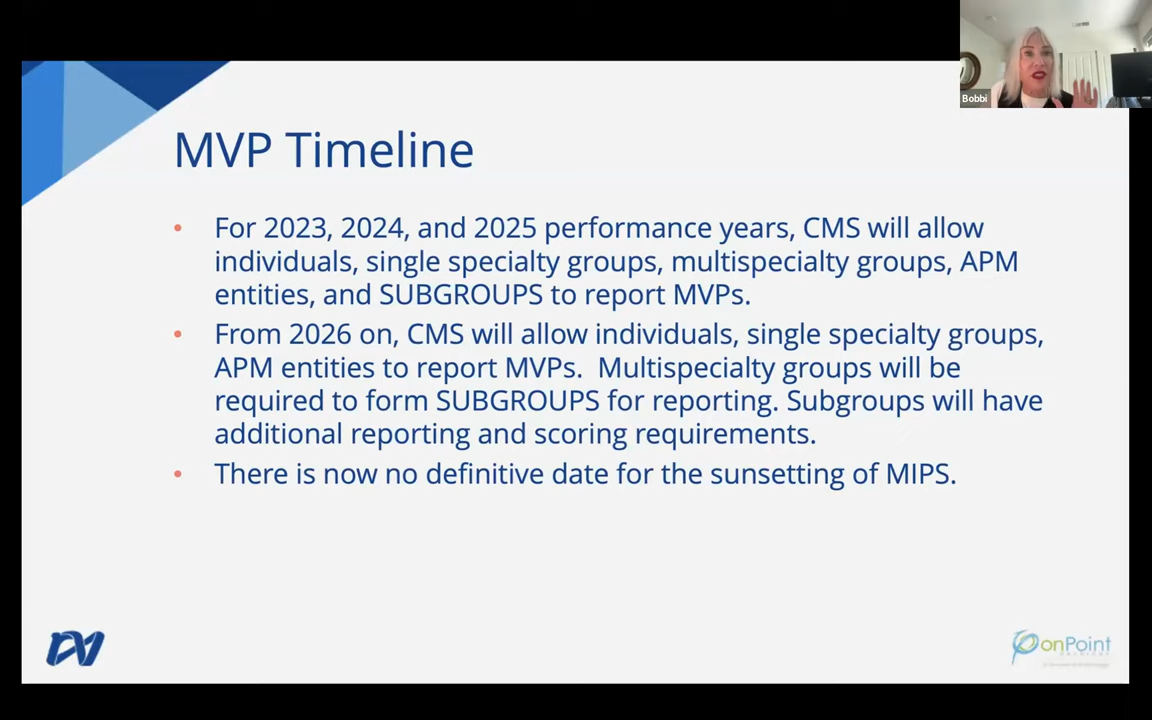 Bobbi
MVP Timeline
• For 2023, 2024, and 2025 performance years, CMS will allow
individuals, single specialty groups, multispecialty groups, APM
entities, and SUBGROUPS to report MVPs.
• From 2026 on, CMS will allow individuals, single specialty groups,
APM entities to report MVPs. Multispecialty groups will be
required to form SUBGROUPS for reporting. Subgroups will have
additional reporting and scoring requirements.
• There is now no definitive date for the sunsetting of MIPS.
onPoint